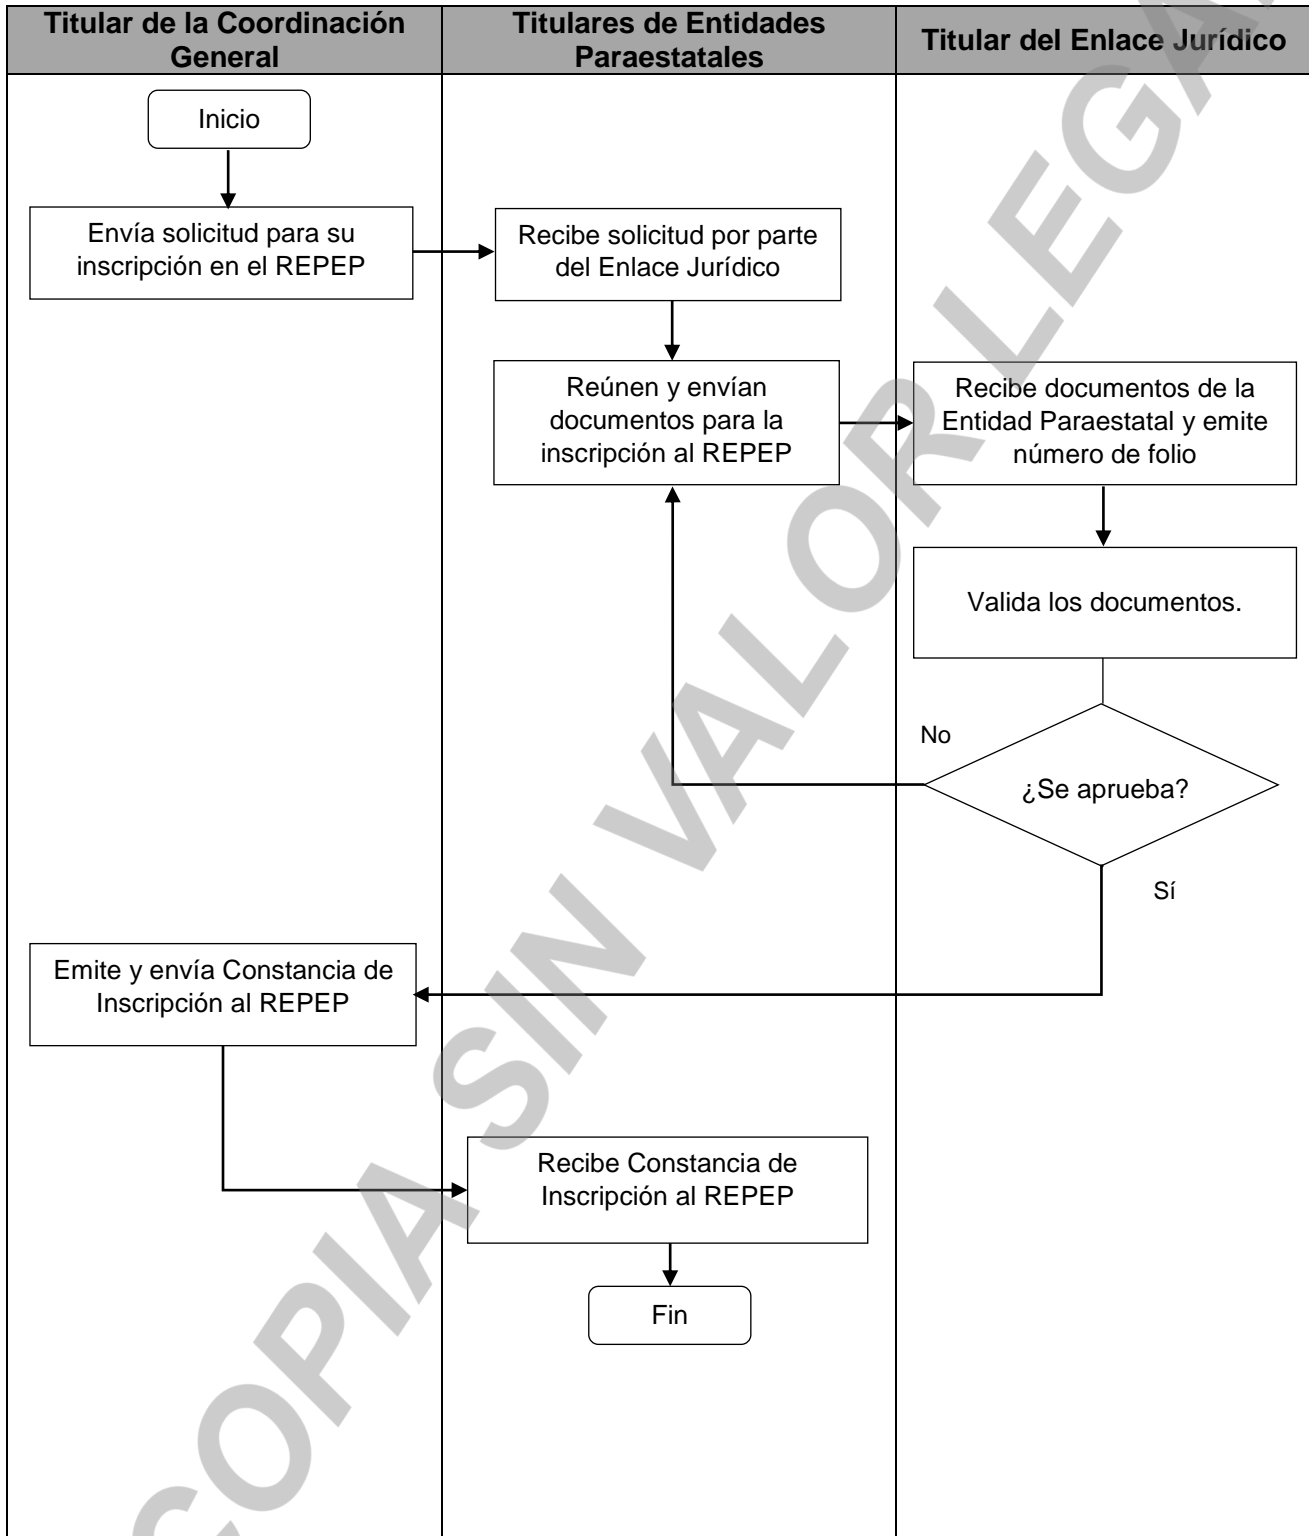 Titular de la Coordinación
General
Titulares de Entidades
Paraestatales
Titular del Enlace Jurídico
Inicio
Envía solicitud para su
inscripción en el REPEP
Recibe solicitud por parte
del Enlace Jurídico
Reúnen y envían
documentos para la
inscripción al REPEP
Recibe documentos de la
Entidad Paraestatal y emite
número de folio
Valida los documentos.
No
¿Se aprueba?
Sí
Emite y envía Constancia de
Inscripción al REPEP
Recibe Constancia de
Inscripción al REPEP
Fin
COPIA SIN VALOR LEGAL